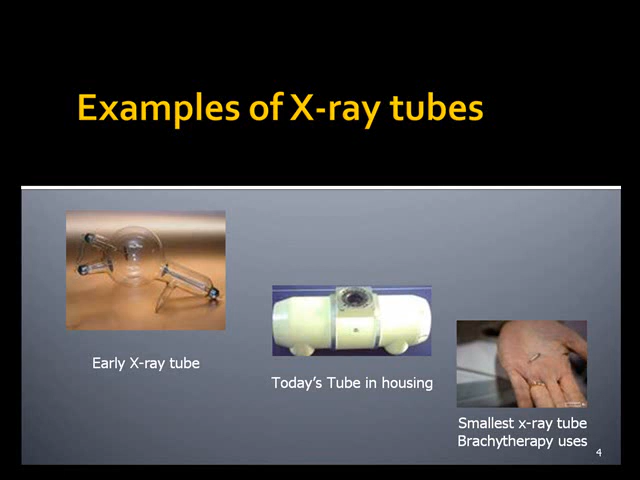 Examples of X-ray tubes
Early X-ray tube
Today's Tube in housing
Smallest x-ray tube
Brachytherapy uses
4